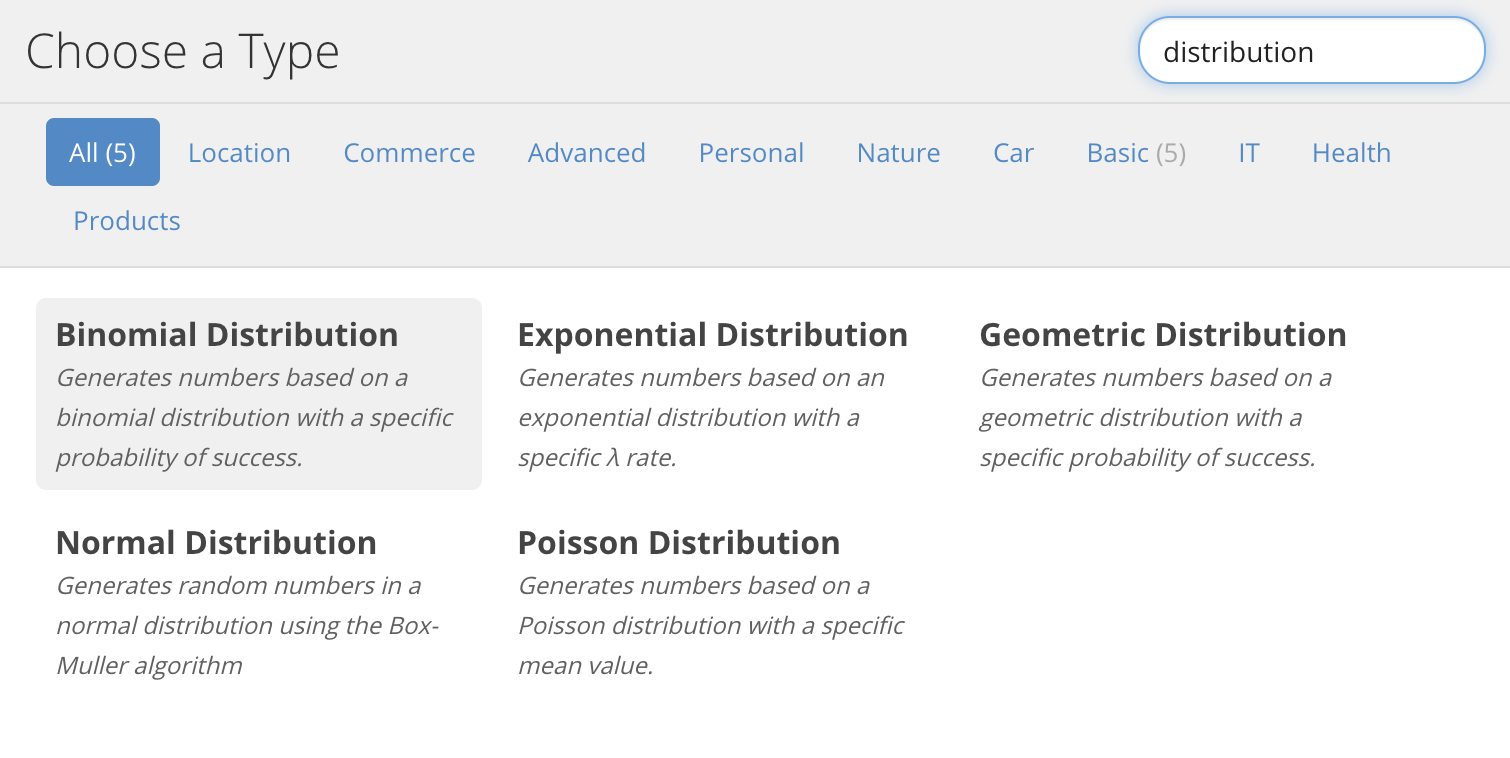 Choose a Type
distribution
All (5) Location Commerce Advanced Personal Nature Car Basic (5) IT Health
Products
Binomial Distribution
Generates numbers based on a
binomial distribution with a specific
probability of success.
Exponential Distribution
Generates numbers based on an
exponential distribution with a
specific λ rate.
Geometric Distribution
Generates numbers based on a
geometric distribution with a
specific probability of success.
Normal Distribution
Generates random numbers in a
normal distribution using the Box-
Muller algorithm
Poisson Distribution
Generates numbers based on a
Poisson distribution with a specific
mean value.